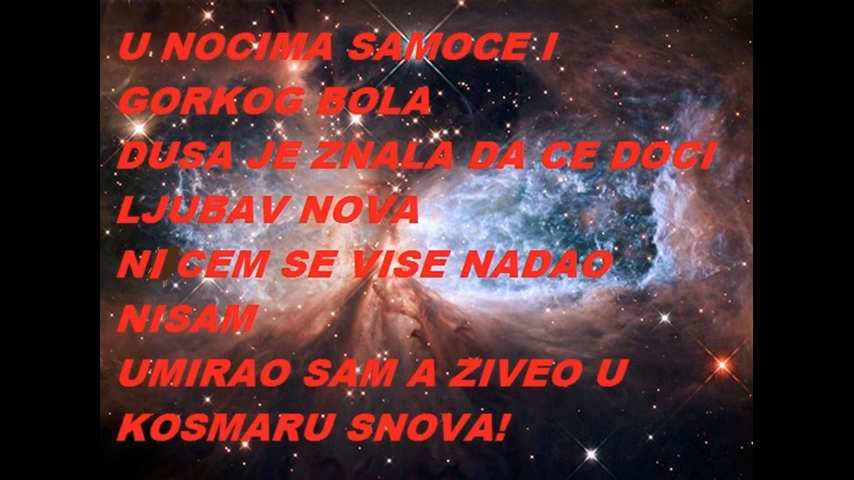 U NOCIMA SAMOCE I
GORKOG BOLA
DUSA JE ZNALA DA CE DOCI
LJUBAV NOVA
NI CEM SE VISE NADAO
NISAM
UMIRAO SAM A ZIVEO U
KOSMARU SNOVA!